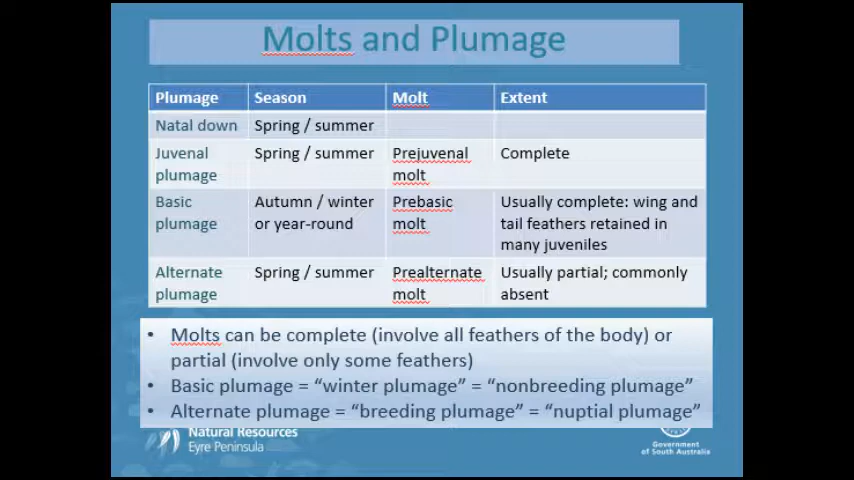 Molts and Plumage
Plumage Season Molt Extent
Natal down Spring / summer
Juvenal plumage Spring / summer Prejuvenal molt Complete
Basic plumage Autumn / winter or year-round Prebasic molt Usually complete: wing and tail feathers retained in many juveniles
Alternate plumage Spring / summer Prealternate molt Usually partial; commonly absent
• Molts can be complete (involve all feathers of the body) or
partial (involve only some feathers)
• Basic plumage = “winter plumage” = “nonbreeding plumage”
• Alternate plumage = “breeding plumage” = “nuptial plumage”
Natural Resources
Eyre Peninsula
Government
of South Australia